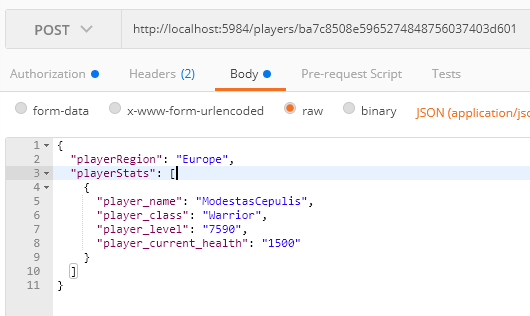 POST http://localhost:5984/players/ba7c8508e5965274848756037403d601
Authorization Headers (2) Body Pre-request Script Tests
form-data x-www-form-urlencoded raw binary JSON (application/jso
1 {
2 "playerRegion": "Europe",
3 "playerStats": [
4 {
5 "player_name": "ModestasCepulis",
6 "player_class": "Warrior",
7 "player_level": "7590",
8 "player_current_health": "1500"
9 }
10 ]
11 }